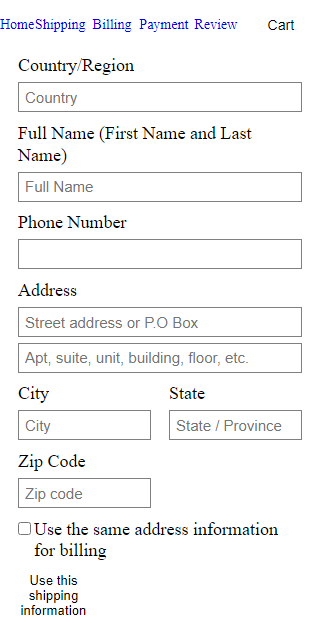 Home Shipping Billing Payment Review Cart
Country/Region
Country
Full Name (First Name and Last
Name)
Full Name
Phone Number
Address
Street address or P.O Box
Apt, suite, unit, building, floor, etc.
City State
City State / Province
Zip Code
Zip code
Use the same address information
for billing
Use this
shipping
information